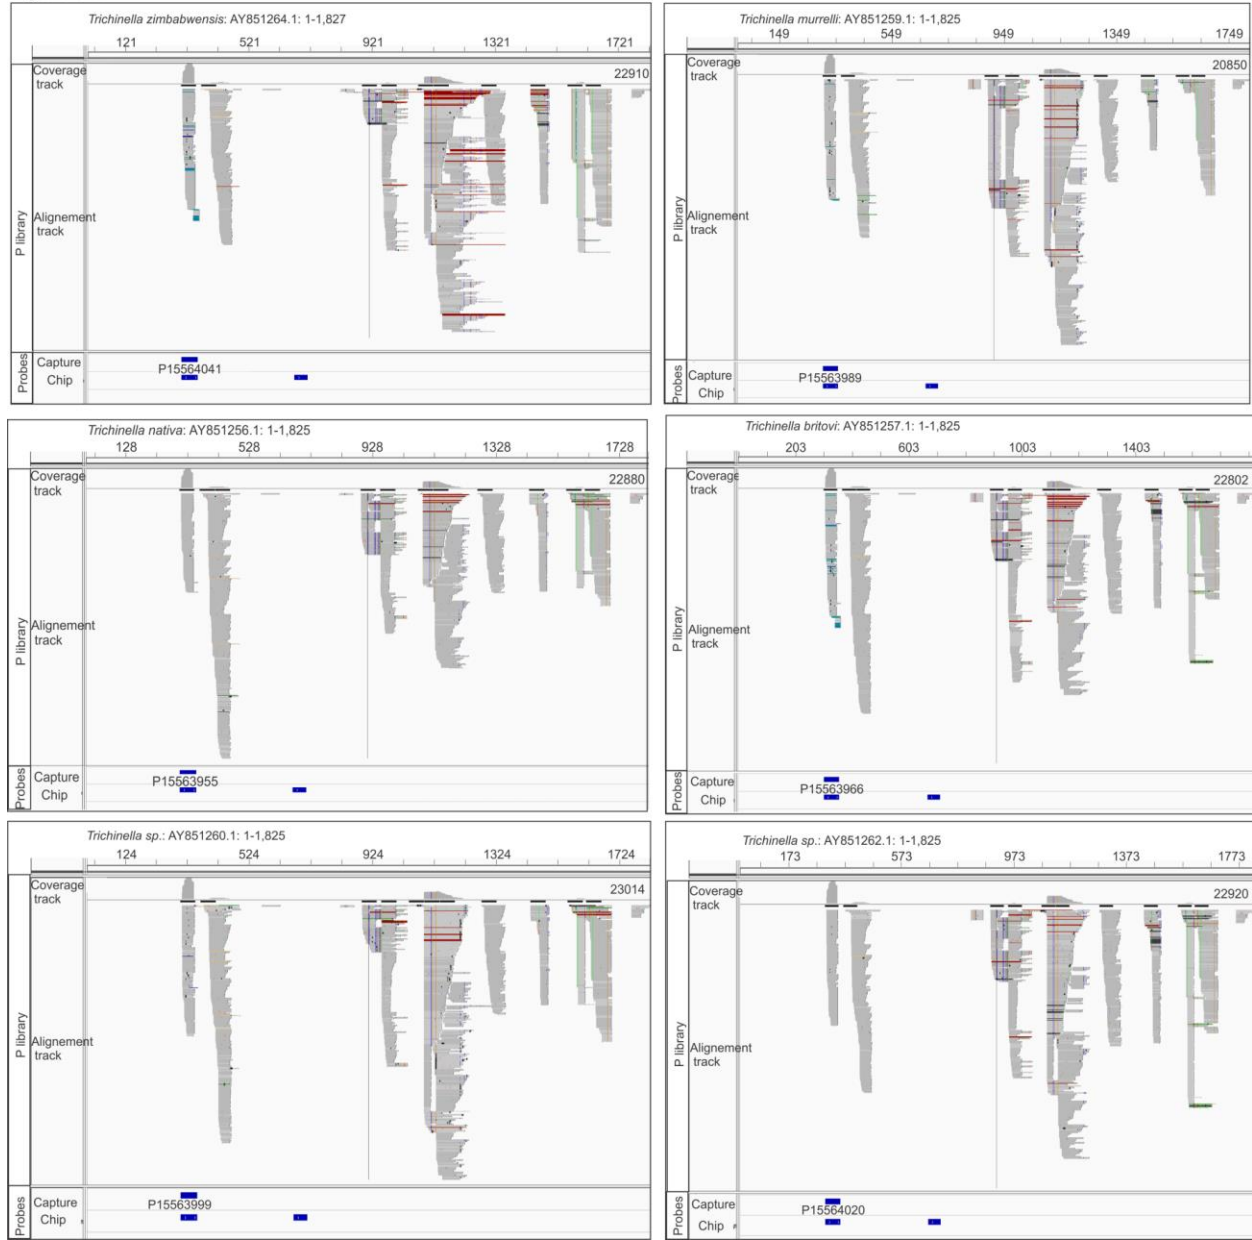 Trichinella zimbabwensis: AY851264.1: 1-1,827
121 521 921 1321 1721
Coverage
track
22910
P library
Alignement
track
Probes
Capture
P15564041
Chip
Trichinella murrelli: AY851259.1: 1-1,825
149 549 949 1349 1749
Coverage
track
20850
P library
Alignement
track
Probes
Capture
P15563989
Chip
Trichinella nativa: AY851256.1: 1-1,825
128 528 928 1328 1728
Coverage
track
22880
P library
Alignement
track
Probes
Capture
P15563955
Chip
Trichinella britovi: AY851257.1: 1-1,825
203 603 1003 1403
Coverage
track
22802
P library
Alignement
track
Probes
Capture
P15563966
Chip
Trichinella sp.: AY851260.1: 1-1,825
124 524 924 1324 1724
Coverage
track
23014
P library
Alignement
track
Probes
Capture
P15563999
Chip
Trichinella sp.: AY851262.1: 1-1,825
173 573 973 1373 1773
Coverage
track
22920
P library
Alignement
track
Probes
Capture
P15564020
Chip